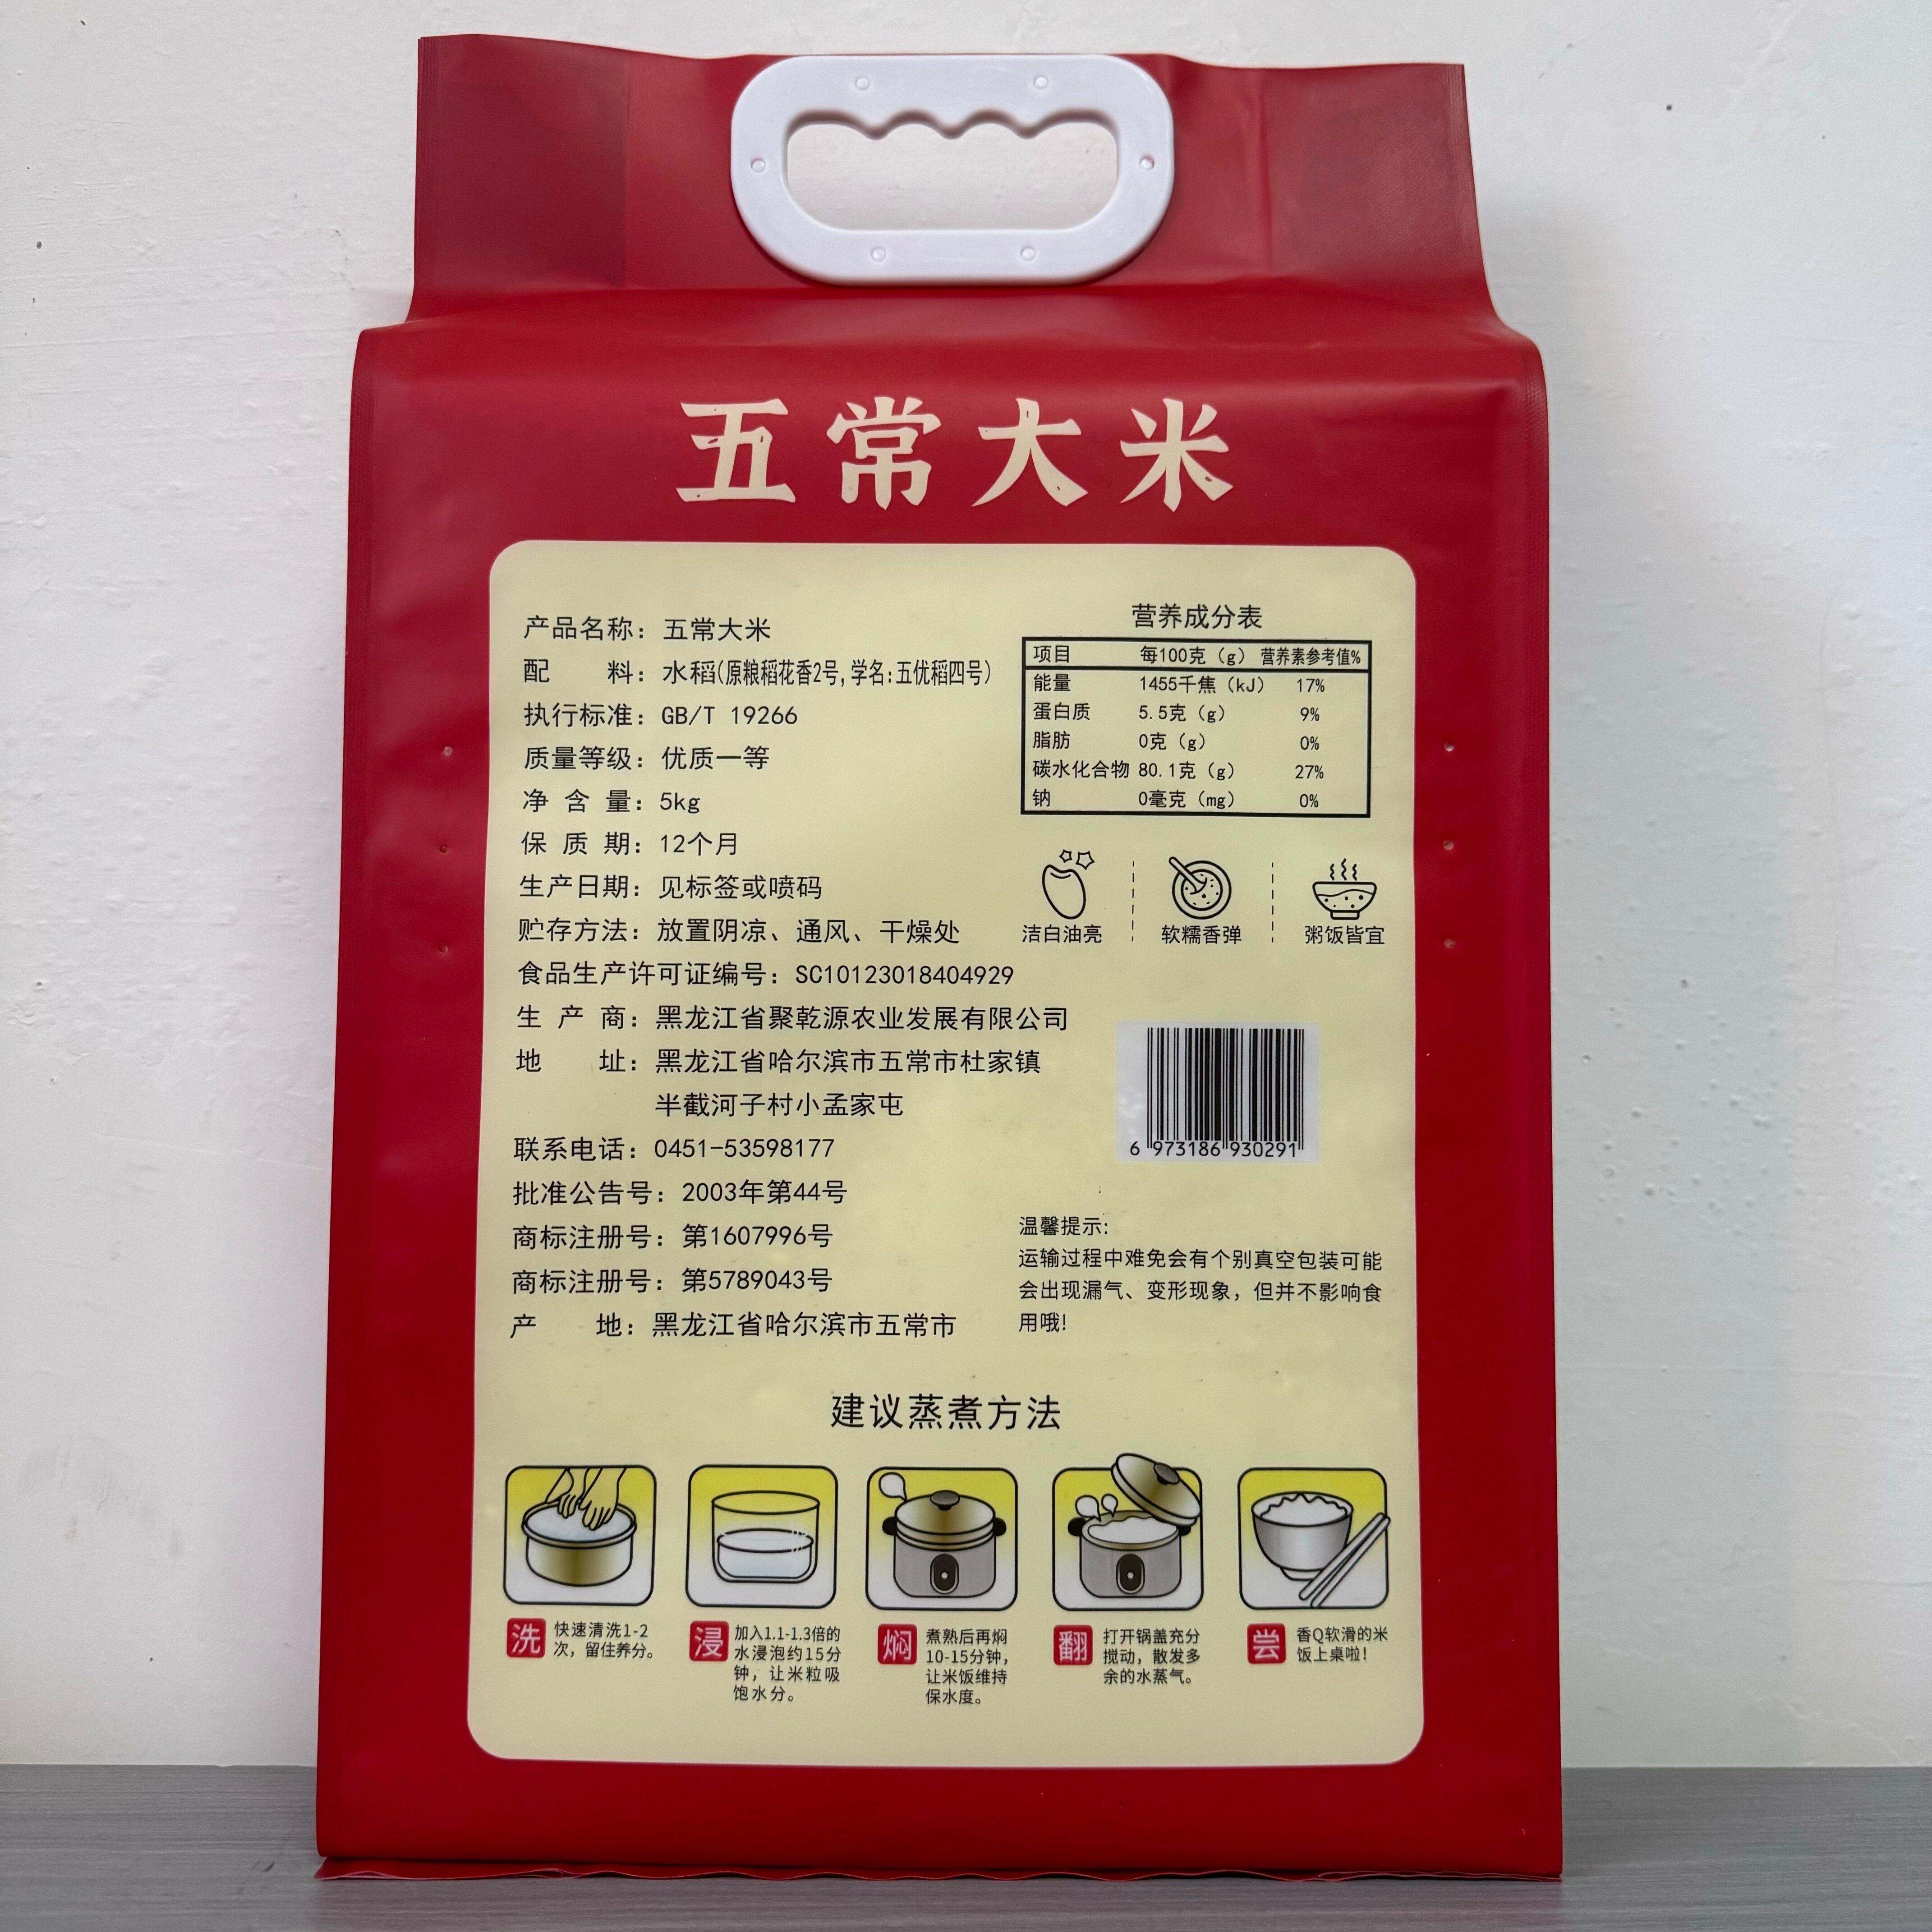 五常大米
产品名称：五常大米
配　　料：水稻(原粮稻花香2号,学名:五优稻四号)
执行标准：GB/T 19266
质量等级：优质一等
净 含 量：5kg
保 质 期：12个月
生产日期：见标签或喷码
贮存方法：放置阴凉、通风、干燥处
食品生产许可证编号：SC10123018404929
生 产 商：黑龙江省聚乾源农业发展有限公司
地　　址：黑龙江省哈尔滨市五常市杜家镇
半截河子村小孟家屯
联系电话：0451-53598177
批准公告号：2003年第44号
商标注册号：第1607996号
商标注册号：第5789043号
产　　地：黑龙江省哈尔滨市五常市
营养成分表
项目 每100克（g） 营养素参考值%
能量 1455千焦（kJ） 17%
蛋白质 5.5克（g） 9%
脂肪 0克（g） 0%
碳水化合物 80.1克（g） 27%
钠 0毫克（mg） 0%
洁白油亮
软糯香弹
粥饭皆宜
6 973186 930291
温馨提示:
运输过程中难免会有个别真空包装可能
会出现漏气、变形现象，但并不影响食
用哦!
建议蒸煮方法
洗
快速清洗1-2
次，留住养分。
浸
加入1.1-1.3倍的
水浸泡约15分
钟，让米粒吸
饱水分。
焖
煮熟后再焖
10-15分钟，
让米饭维持
保水度。
翻
打开锅盖充分
搅动，散发多
余的水蒸气。
尝
香Q软滑的米
饭上桌啦!